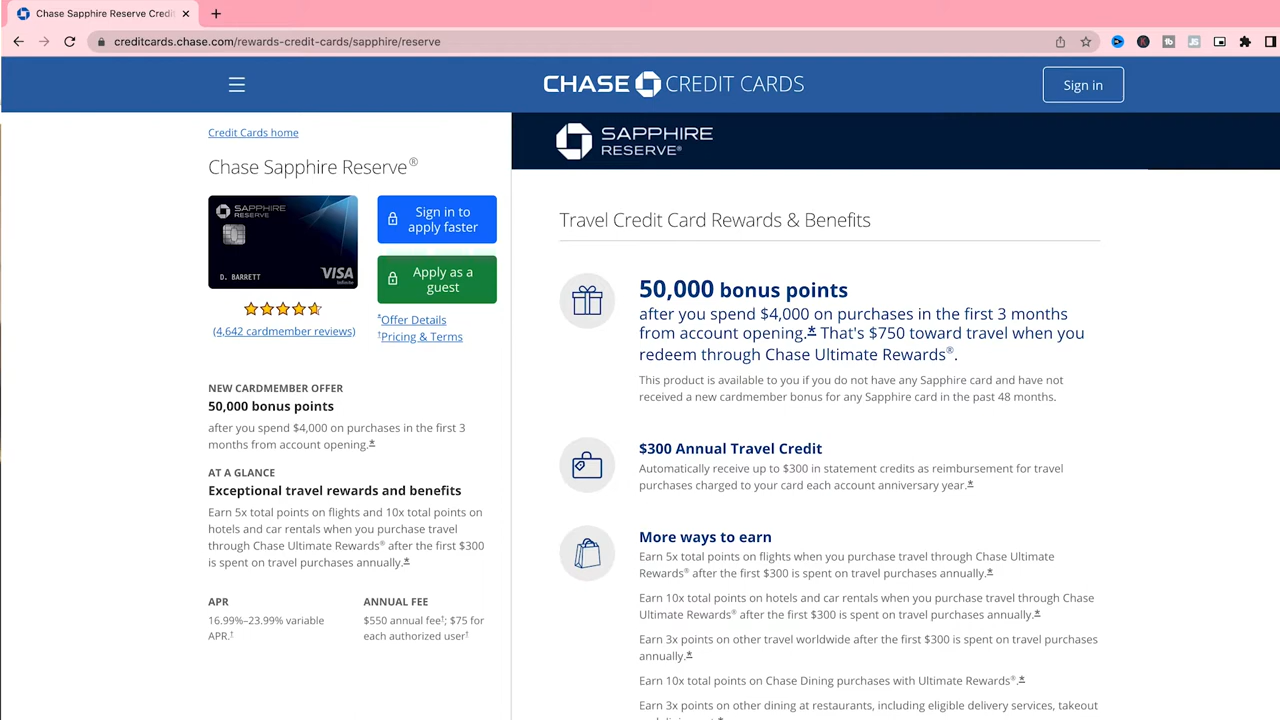 Chase Sapphire Reserve Credi
creditcards.chase.com/rewards-credit-cards/sapphire/reserve
CHASE CREDIT CARDS
Sign in
Credit Cards home
Chase Sapphire Reserve®
SAPPHIRE
RESERVE
D. BARRETT
VISA
Infinite
Sign in to
apply faster
Apply as a
guest
(4,642 cardmember reviews)
*Offer Details
†Pricing & Terms
NEW CARDMEMBER OFFER
50,000 bonus points
after you spend $4,000 on purchases in the first 3
months from account opening.*
AT A GLANCE
Exceptional travel rewards and benefits
Earn 5x total points on flights and 10x total points on
hotels and car rentals when you purchase travel
through Chase Ultimate Rewards® after the first $300
is spent on travel purchases annually.*
APR
16.99%–23.99% variable
APR.†
ANNUAL FEE
$550 annual fee†; $75 for
each authorized user†
SAPPHIRE
RESERVE®
Travel Credit Card Rewards & Benefits
50,000 bonus points
after you spend $4,000 on purchases in the first 3 months
from account opening.* That's $750 toward travel when you
redeem through Chase Ultimate Rewards®.
This product is available to you if you do not have any Sapphire card and have not
received a new cardmember bonus for any Sapphire card in the past 48 months.
$300 Annual Travel Credit
Automatically receive up to $300 in statement credits as reimbursement for travel
purchases charged to your card each account anniversary year.*
More ways to earn
Earn 5x total points on flights when you purchase travel through Chase Ultimate
Rewards® after the first $300 is spent on travel purchases annually.*
Earn 10x total points on hotels and car rentals when you purchase travel through Chase
Ultimate Rewards® after the first $300 is spent on travel purchases annually.*
Earn 3x points on other travel worldwide after the first $300 is spent on travel purchases
annually.*
Earn 10x points on Chase Dining purchases with Ultimate Rewards®.*
Earn 3x points on other dining at restaurants, including eligible delivery services, takeout